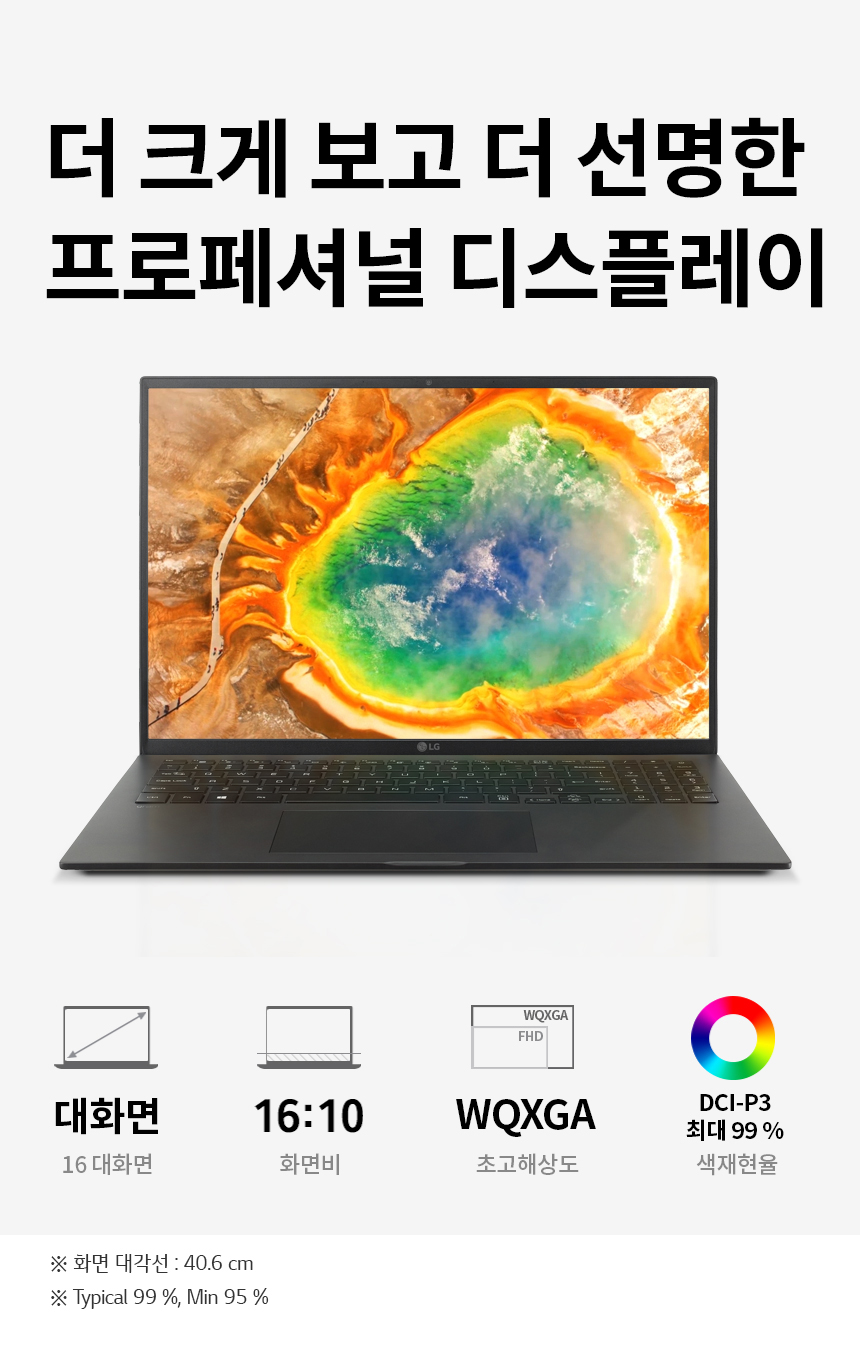 더 크게 보고 더 선명한
프로페셔널 디스플레이
LG
WQXGA
FHD
대화면
16 대화면
16:10
화면비
WQXGA
초고해상도
DCI-P3
최대 99 %
색재현율
※ 화면 대각선 : 40.6 cm
※ Typical 99 %, Min 95 %